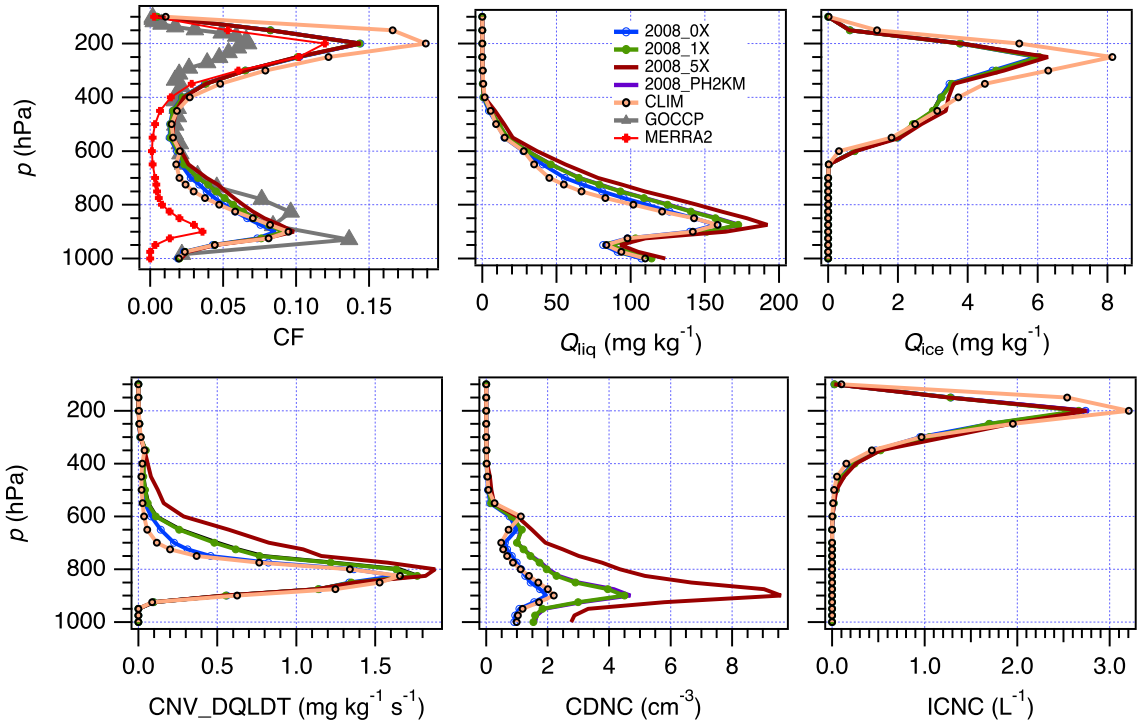 p (hPa)
200
400
600
800
1000
0.00 0.05 0.10 0.15
CF
2008_0X
2008_1X
2008_5X
2008_PH2KM
CLIM
GOCCP
MERRA2
0 50 100 150 200
Qliq (mg kg-1)
0 2 4 6 8
Qice (mg kg-1)
p (hPa)
200
400
600
800
1000
0.0 0.5 1.0 1.5
CNV_DQLDT (mg kg-1 s-1)
0 2 4 6 8
CDNC (cm-3)
0.0 1.0 2.0 3.0
ICNC (L-1)